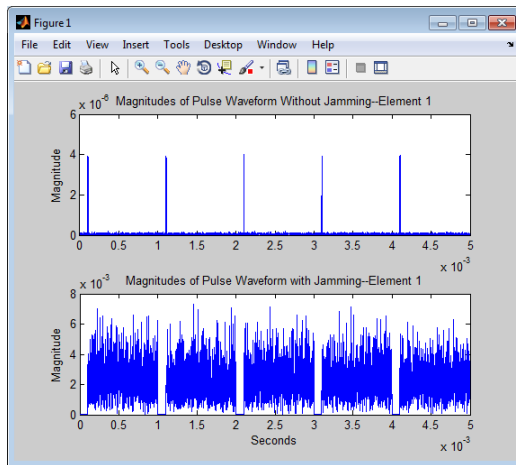 Figure 1
File Edit View Insert Tools Desktop Window Help
x 10^-6 Magnitudes of Pulse Waveform Without Jamming--Element 1
Magnitude
6
4
2
0
0 0.5 1 1.5 2 2.5 3 3.5 4 4.5 5
x 10^-3
x 10^-3 Magnitudes of Pulse Waveform with Jamming--Element 1
Magnitude
8
6
4
2
0
0 0.5 1 1.5 2 2.5 3 3.5 4 4.5 5
Seconds
x 10^-3